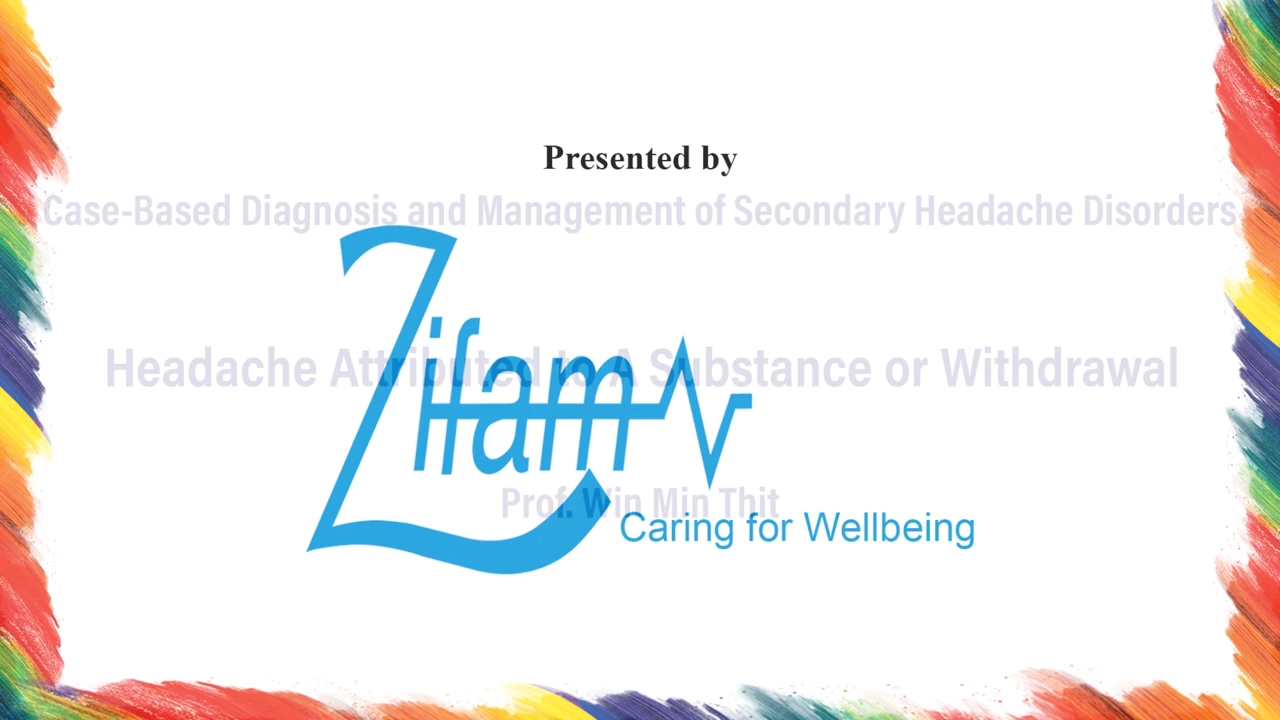 Presented by
Case-Based Diagnosis and Management of Secondary Headache Disorders
Zifam
Headache Attributed to A Substance or Withdrawal
Prof. Win Min Thit
Caring for Wellbeing